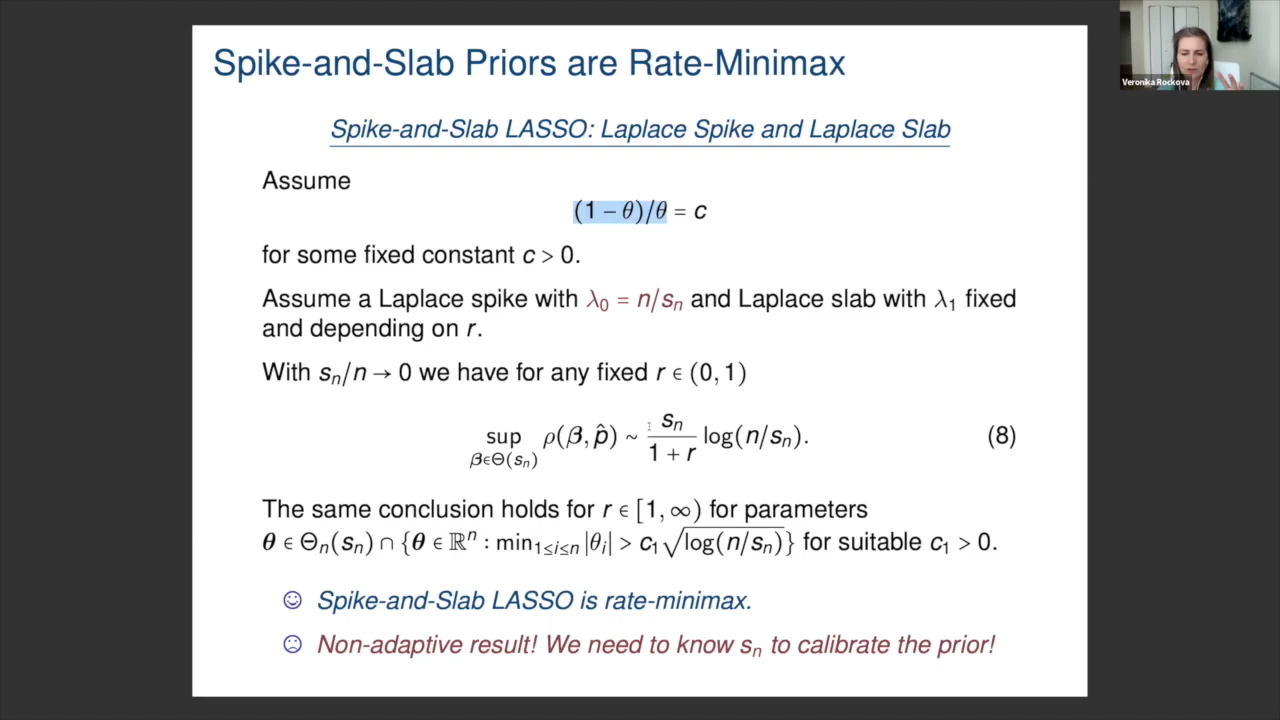 Spike-and-Slab Priors are Rate-Minimax
Veronika Rockova
Spike-and-Slab LASSO: Laplace Spike and Laplace Slab
Assume
(1 − θ)/θ = c
for some fixed constant c > 0.
Assume a Laplace spike with λ₀ = n/sₙ and Laplace slab with λ₁ fixed
and depending on r.
With sₙ/n → 0 we have for any fixed r ∈ (0, 1)
sup_{β∈Θ(sₙ)} ρ(β, p̂) ~ \frac{sₙ}{1 + r} log(n/sₙ). (8)
The same conclusion holds for r ∈ [1, ∞) for parameters
θ ∈ Θₙ(sₙ) ∩ {θ ∈ ℝⁿ : min_{1≤i≤n} |θᵢ| > c₁√log(n/sₙ)} for suitable c₁ > 0.
☺ Spike-and-Slab LASSO is rate-minimax.
☹ Non-adaptive result! We need to know sₙ to calibrate the prior!